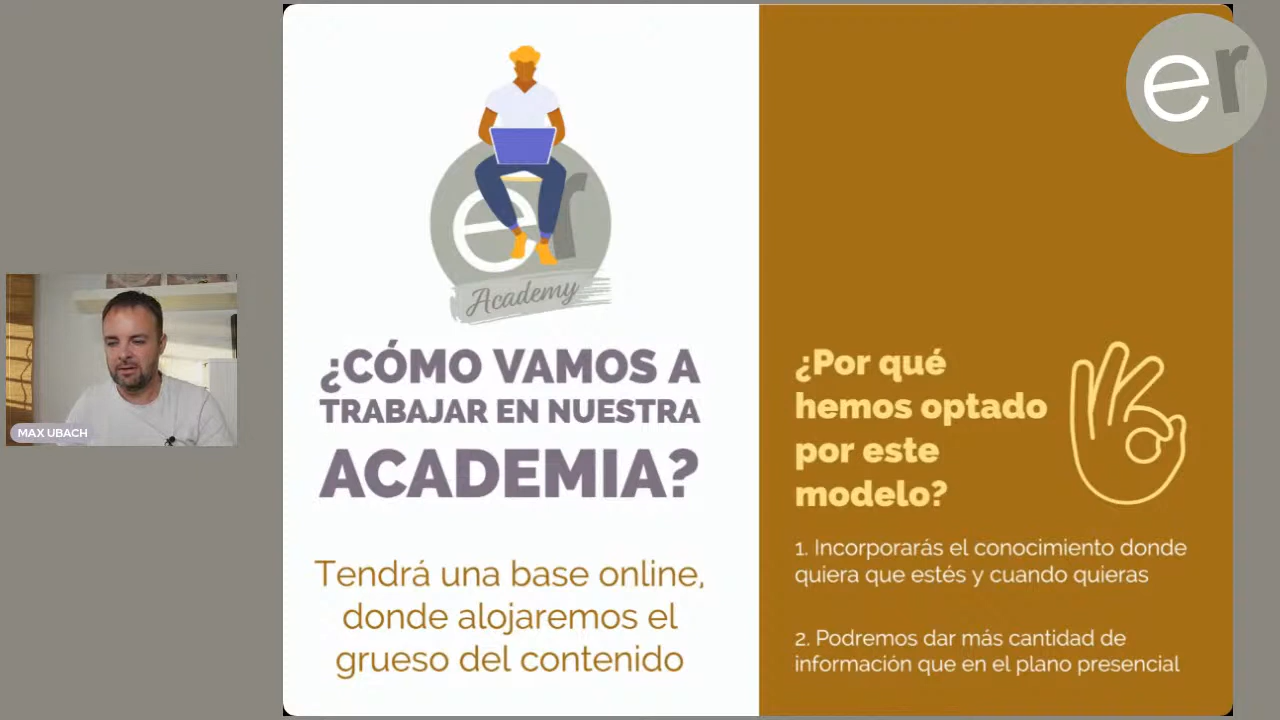 er
Academy
¿CÓMO VAMOS A
TRABAJAR EN NUESTRA
ACADEMIA?
Tendrá una base online,
donde alojaremos el
grueso del contenido
er
¿Por qué
hemos optado
por este
modelo?
1. Incorporarás el conocimiento donde
quiera que estés y cuando quieras
2. Podremos dar más cantidad de
información que en el plano presencial
MAX UBACH